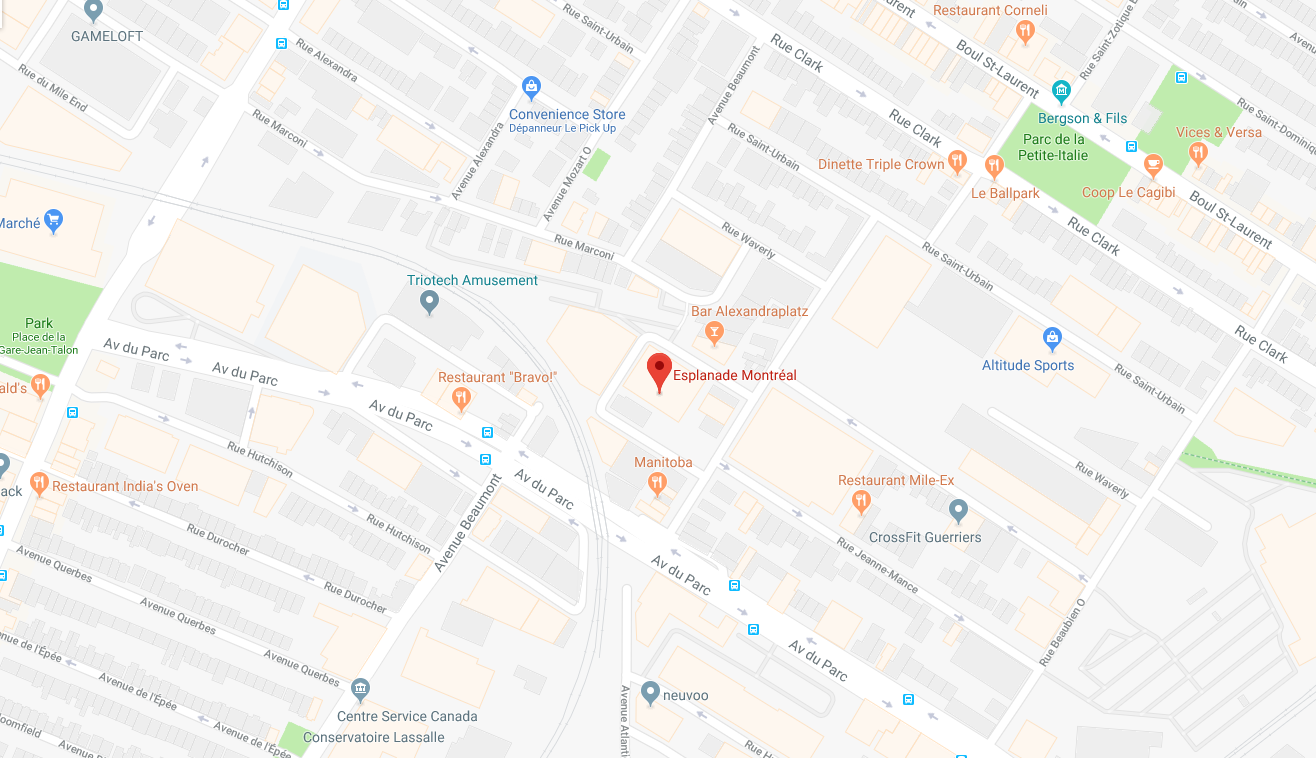 GAMELOFT
Rue Saint-Urbain
Restaurant Corneli
Rue Alexandra
Rue Clark
Boul St-Laurent
Rue Saint-Zotique
Rue du Mile End
Avenue Beaumont
Convenience Store
Dépanneur Le Pick Up
Rue Marconi
Rue Clark
Bergson & Fils
Rue Saint-Dominiq
Parc de la
Petite-Italie
Vices & Versa
Rue Saint-Urbain
Avenue Alexandra
Avenue Mozart O
Dinette Triple Crown
Le Ballpark
Coop Le Cagibi
Boul St-Laurent
Marché
Rue Marconi
Rue Waverly
Rue Clark
Rue Saint-Urbain
Triotech Amusement
Bar Alexandraplatz
Park
Place de la
Gare-Jean-Talon
Av du Parc
Av du Parc
Rue Clark
Altitude Sports
Rue Saint-Urbain
ald's
Restaurant "Bravo!"
Esplanade Montréal
Av du Parc
Rue Hutchison
Manitoba
Restaurant Mile-Ex
Rue Waverly
ack
Restaurant India's Oven
Av du Parc
Avenue Beaumont
Rue Durocher
Rue Hutchison
CrossFit Guerriers
Rue Jeanne-Mance
Avenue Querbes
Rue Durocher
Av du Parc
Avenue Querbes
Rue Beaubien O
Avenue Querbes
Av du Parc
nue de l'Épée
Avenue de l'Épée
neuvoo
Avenue Atlanti
Centre Service Canada
Conservatoire Lassalle
oomfield
Avenue de l'Épée